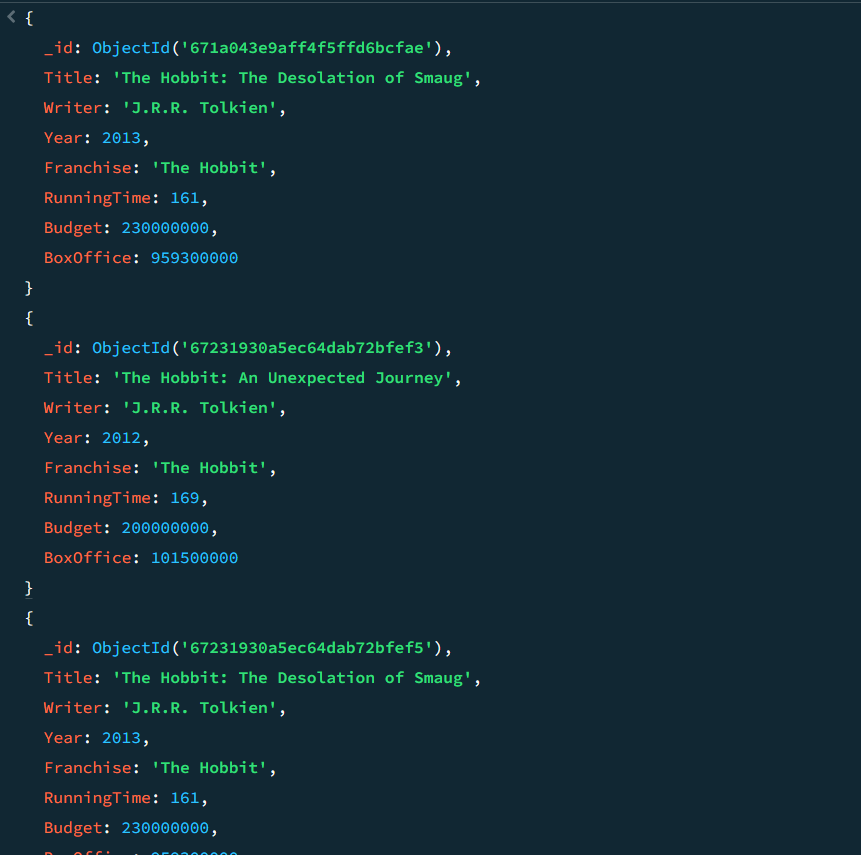 {
_id: ObjectId('671a043e9aff4f5ffd6bcfae'),
Title: 'The Hobbit: The Desolation of Smaug',
Writer: 'J.R.R. Tolkien',
Year: 2013,
Franchise: 'The Hobbit',
RunningTime: 161,
Budget: 230000000,
BoxOffice: 959300000
}
{
_id: ObjectId('67231930a5ec64dab72bfef3'),
Title: 'The Hobbit: An Unexpected Journey',
Writer: 'J.R.R. Tolkien',
Year: 2012,
Franchise: 'The Hobbit',
RunningTime: 169,
Budget: 200000000,
BoxOffice: 101500000
}
{
_id: ObjectId('67231930a5ec64dab72bfef5'),
Title: 'The Hobbit: The Desolation of Smaug',
Writer: 'J.R.R. Tolkien',
Year: 2013,
Franchise: 'The Hobbit',
RunningTime: 161,
Budget: 230000000,